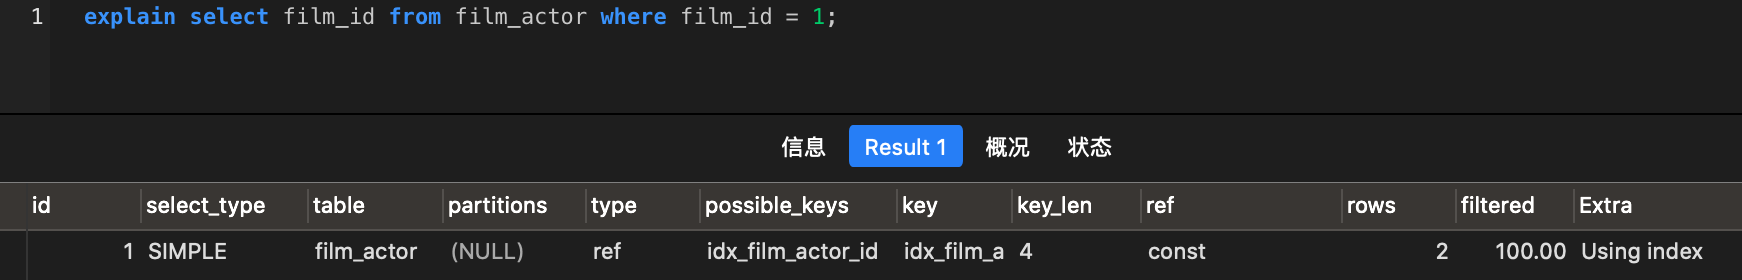 1 explain select film_id from film_actor where film_id = 1;
信息 Result 1 概况 状态
id select_type table partitions type possible_keys key key_len ref rows filtered Extra
1 SIMPLE film_actor (NULL) ref idx_film_actor_id idx_film_a 4 const 2 100.00 Using index